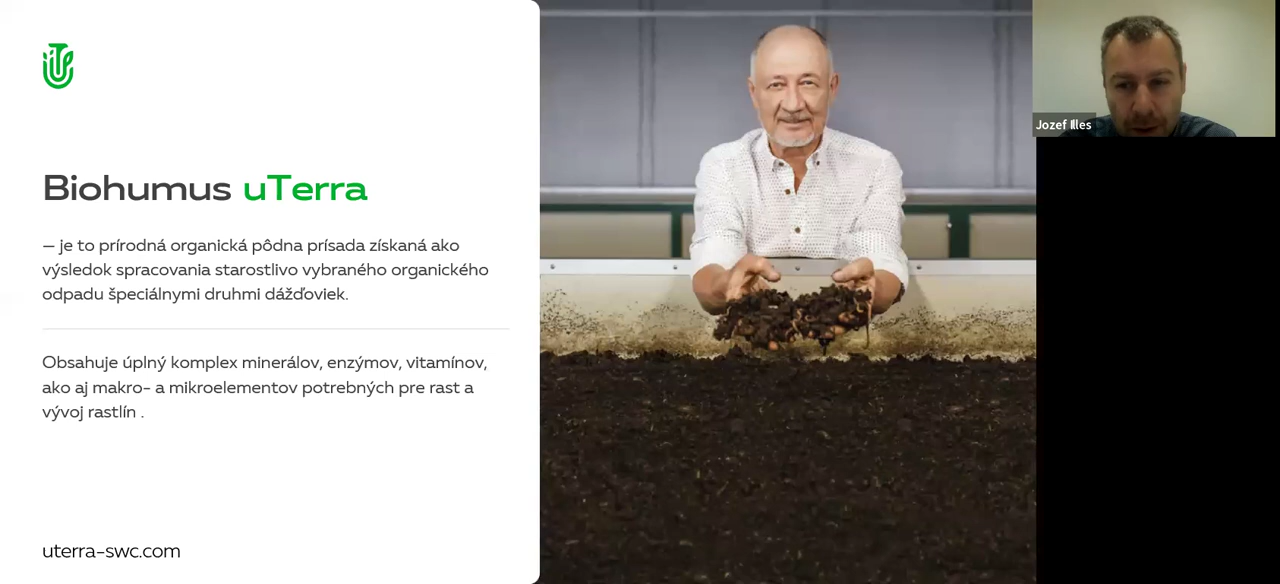 Biohumus uTerra
– je to prírodná organická pôdna prísada získaná ako
výsledok spracovania starostlivo vybraného organického
odpadu špeciálnymi druhmi dážďoviek.
Obsahuje úplný komplex minerálov, enzýmov, vitamínov,
ako aj makro- a mikroelementov potrebných pre rast a
vývoj rastlín .
uterra-swc.com
Jozef Illes